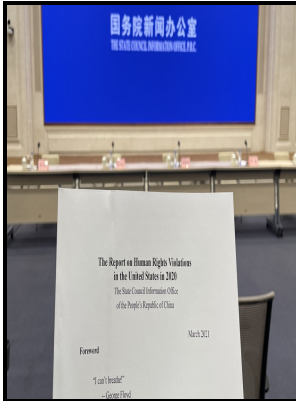 国务院新闻办公室
THE STATE COUNCIL INFORMATION OFFICE, P.R.C.
The Report on Human Rights Violations
in the United States in 2020
The State Council Information Office
of the People's Republic of China
March 2021
Foreword
"I can't breathe!"
-- George Floyd